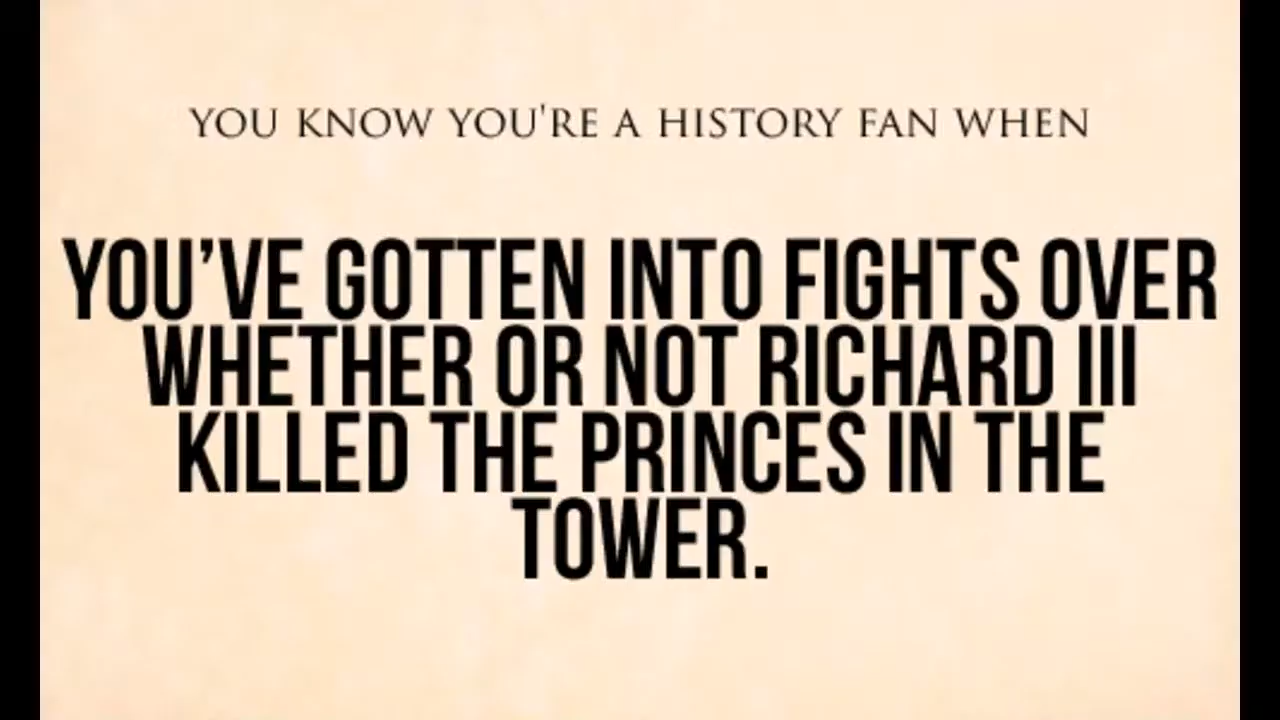 YOU KNOW YOU'RE A HISTORY FAN WHEN
YOU’VE GOTTEN INTO FIGHTS OVER
WHETHER OR NOT RICHARD III
KILLED THE PRINCES IN THE
TOWER.